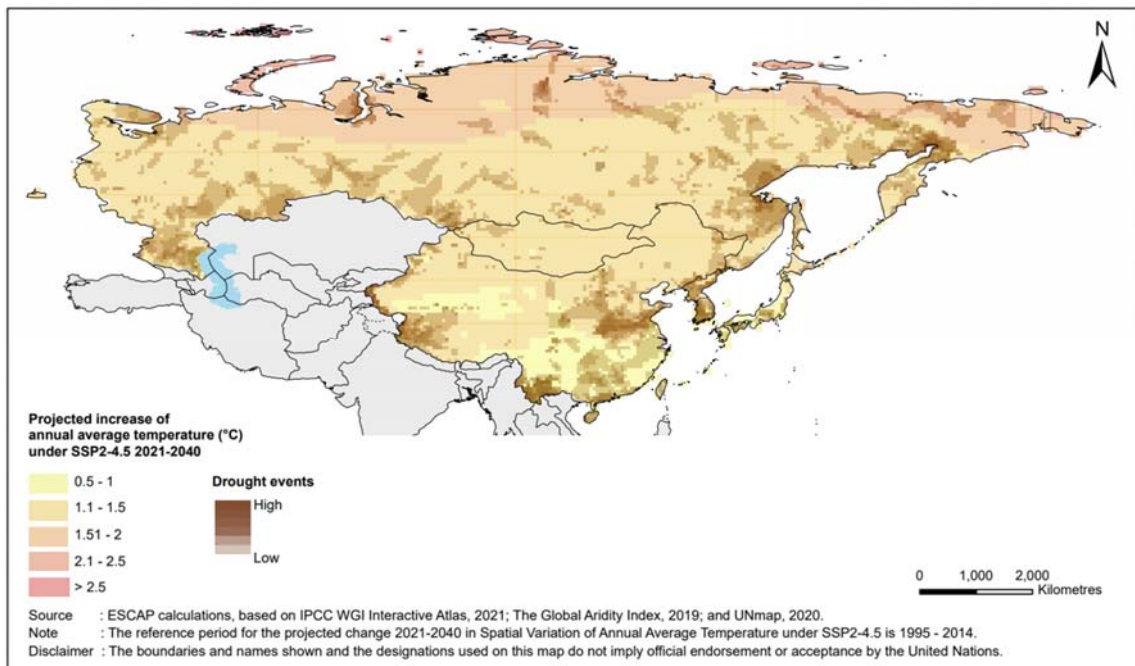 N
Projected increase of
annual average temperature (°C)
under SSP2-4.5 2021-2040
0.5 - 1
1.1 - 1.5
1.51 - 2
2.1 - 2.5
> 2.5
Drought events
High
Low
0 1,000 2,000
Kilometres
Source : ESCAP calculations, based on IPCC WGI Interactive Atlas, 2021; The Global Aridity Index, 2019; and UNmap, 2020.
Note : The reference period for the projected change 2021-2040 in Spatial Variation of Annual Average Temperature under SSP2-4.5 is 1995 - 2014.
Disclaimer : The boundaries and names shown and the designations used on this map do not imply official endorsement or acceptance by the United Nations.